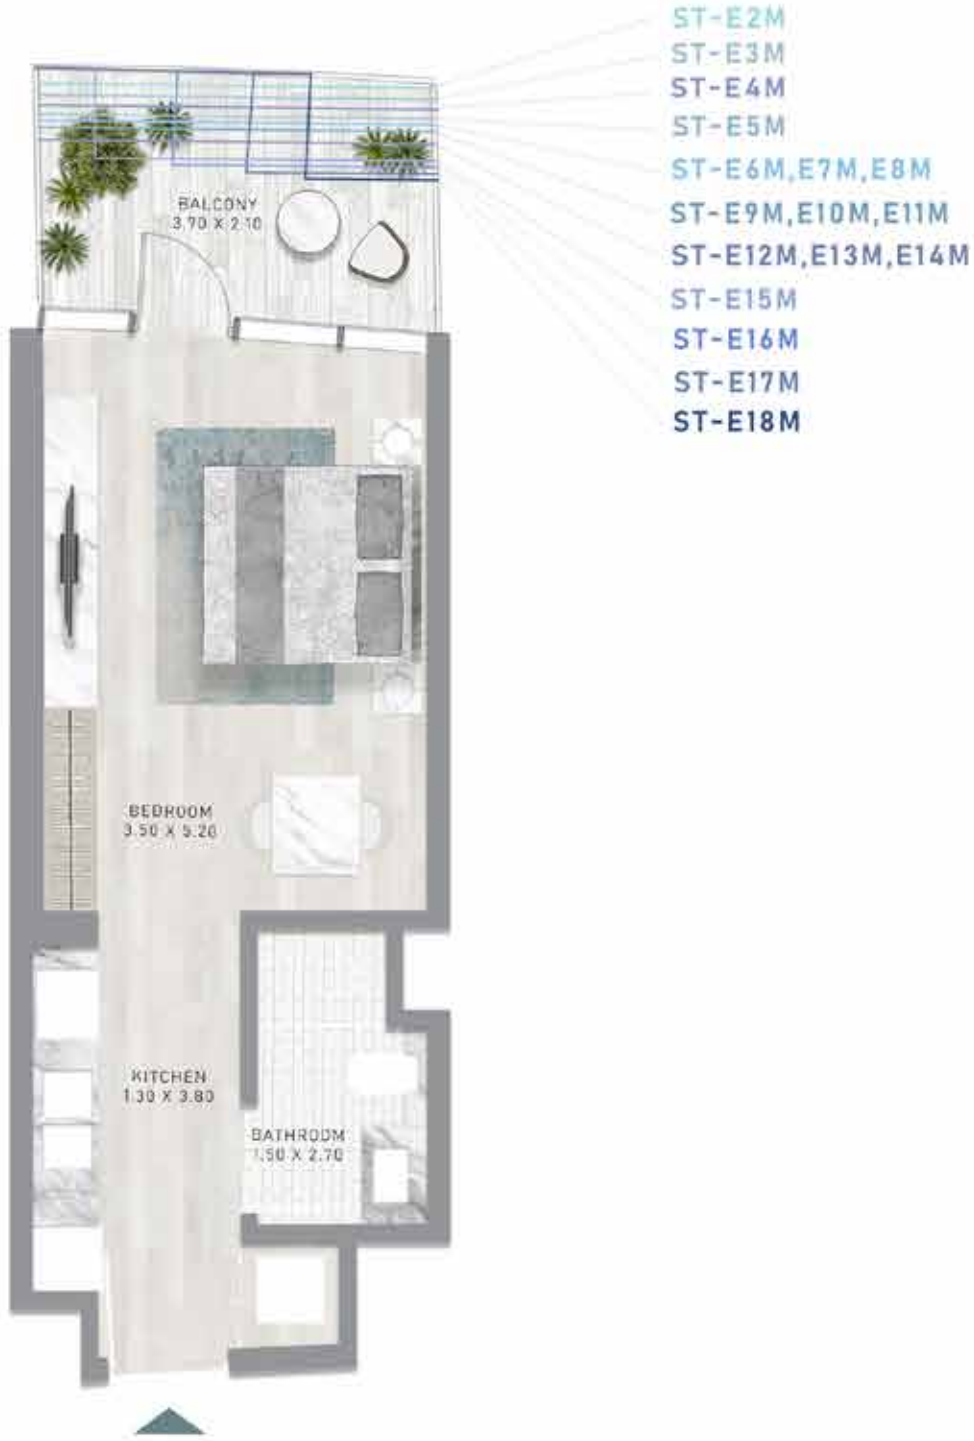 ST-E2M
ST-E3M
ST-E4M
ST-E5M
ST-E6M,E7M,E8M
ST-E9M,E10M,E11M
ST-E12M,E13M,E14M
ST-E15M
ST-E16M
ST-E17M
ST-E18M
BALCONY
3.70 X 2.10
BEDROOM
3.50 X 5.20
KITCHEN
1.30 X 3.80
BATHROOM
1.50 X 2.70